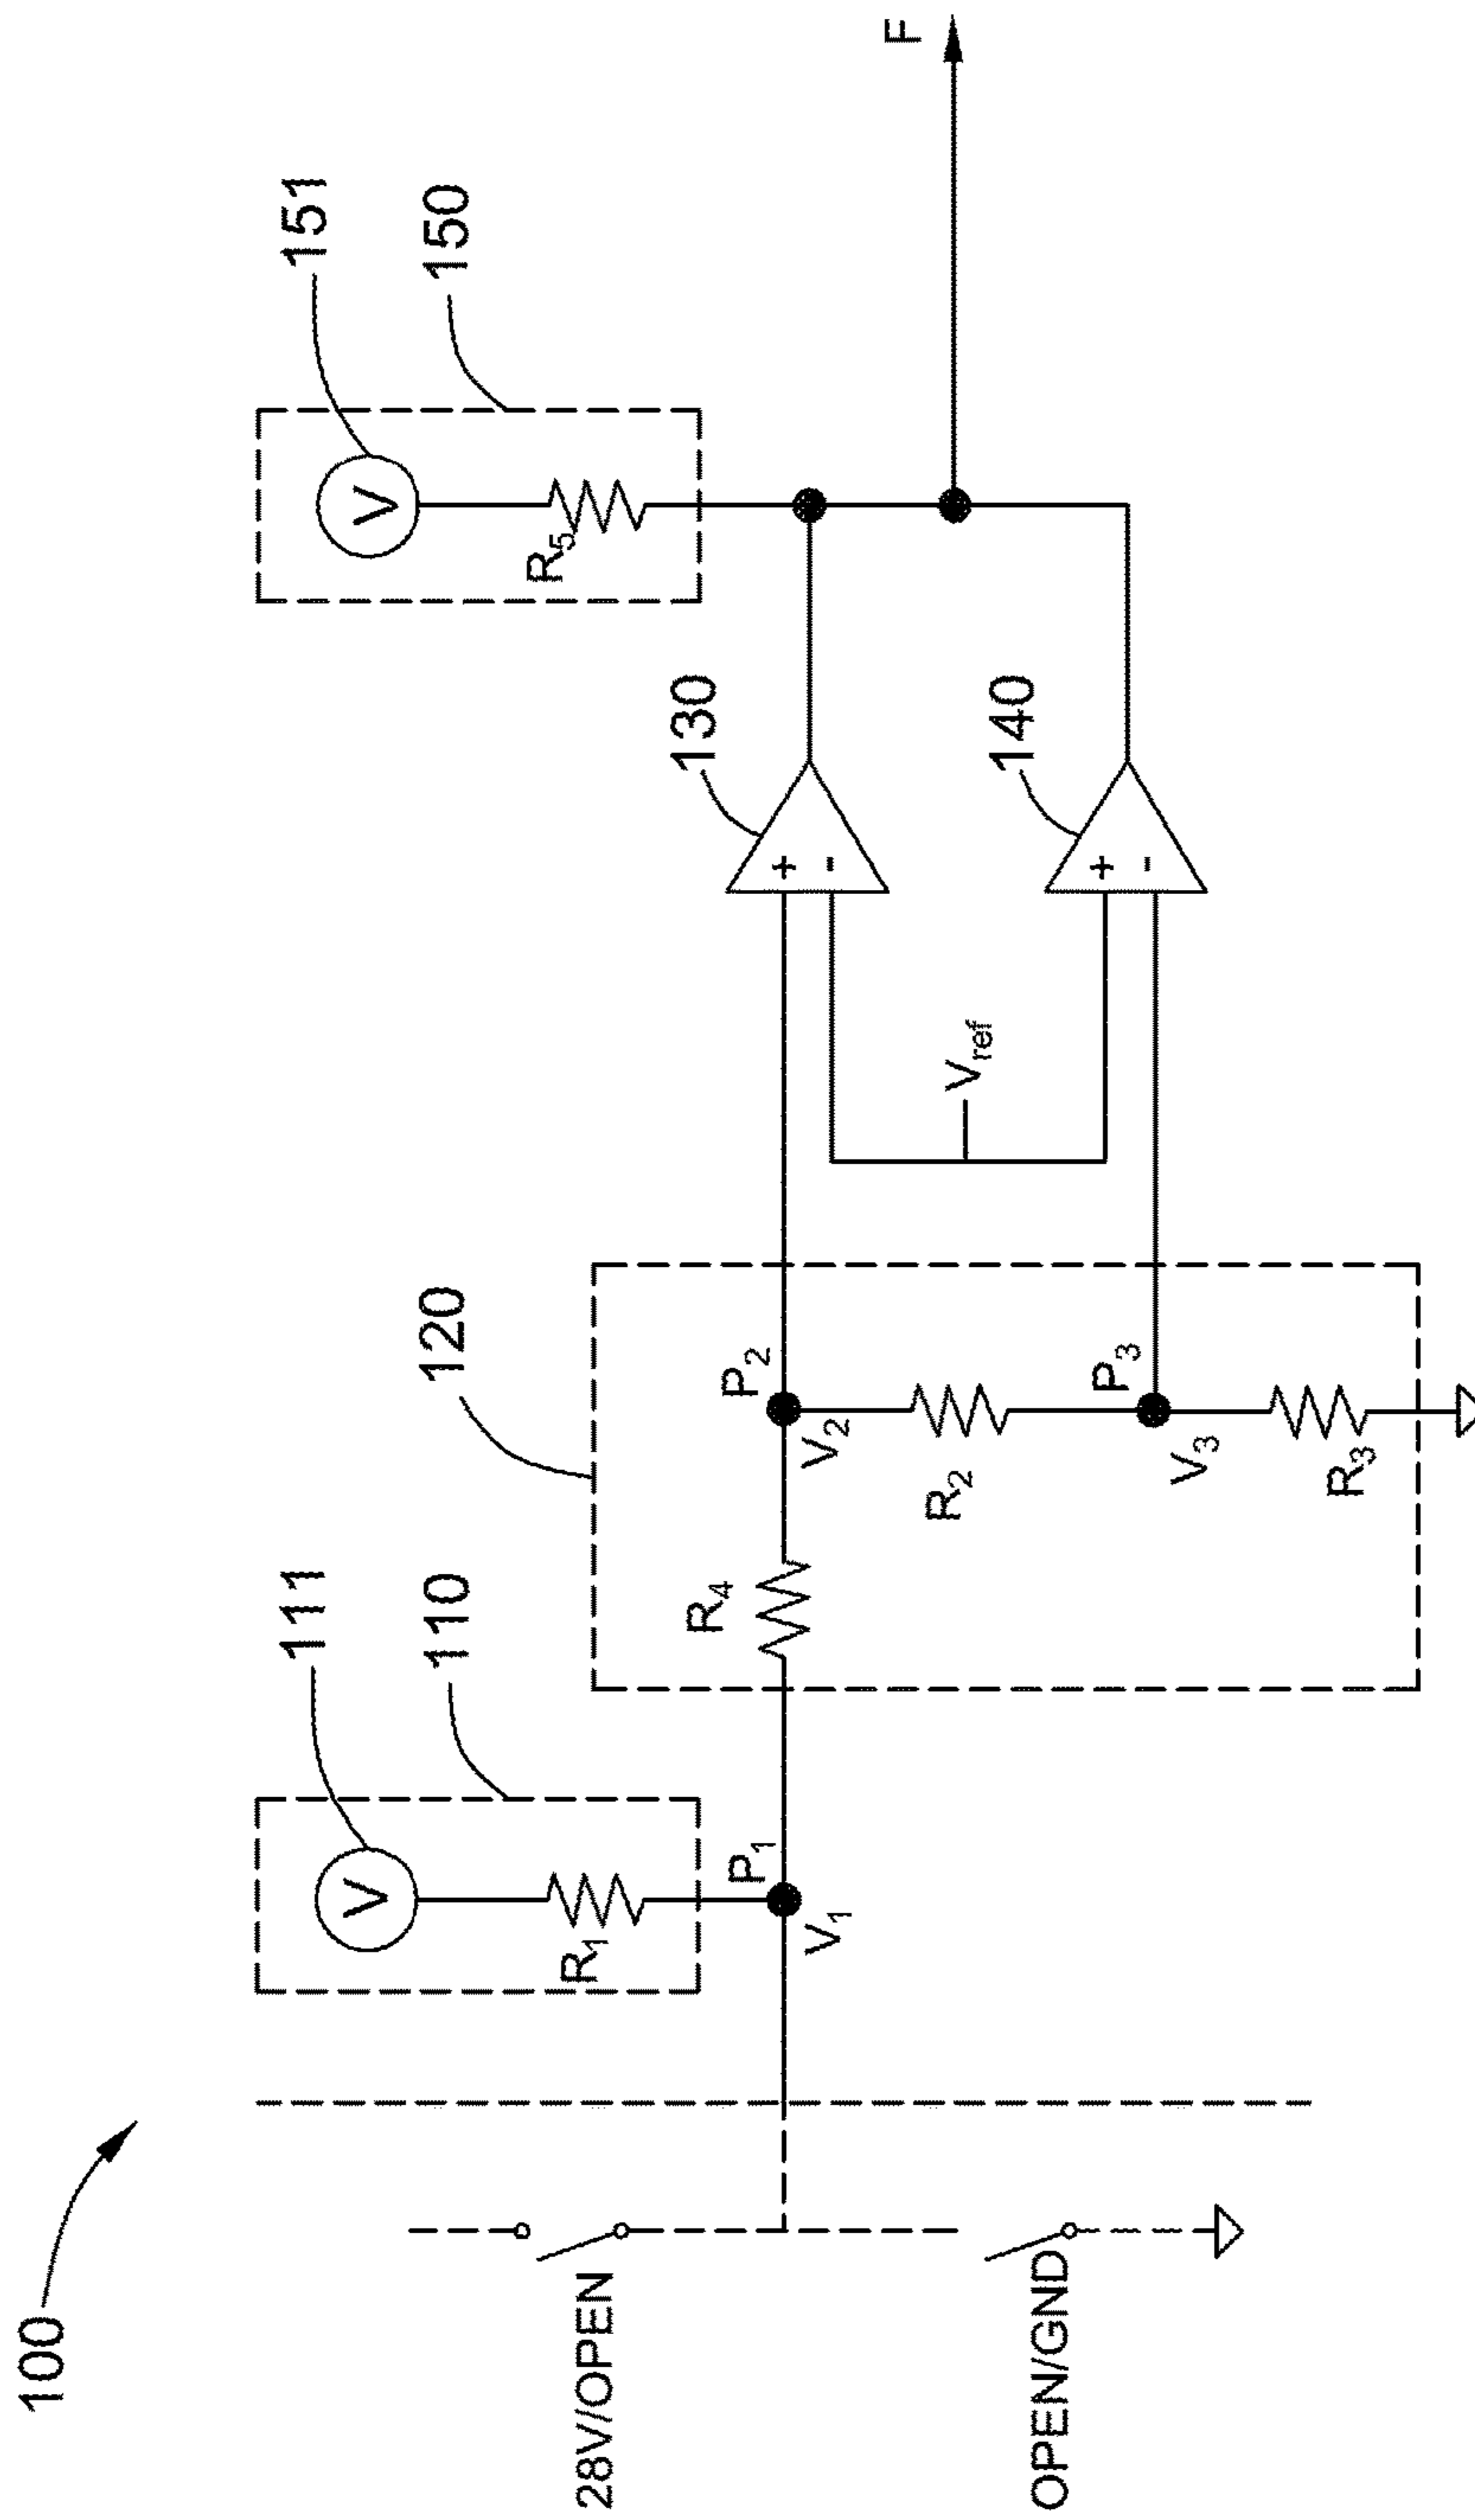 100
28V/OPEN
OPEN/GND
111
110
V
R1
P1
V1
120
R4
P2
V2
R2
P3
V3
R3
Vref
130
+
-
140
+
-
151
150
V
R5
F